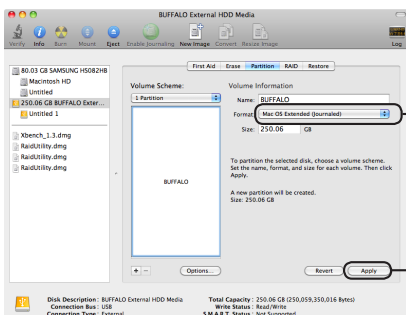 BUFFALO External HDD Media
Verify Info Burn Mount Eject Enable Journaling New Image Convert Resize Image Log
First Aid Erase Partition RAID Restore
80.03 GB SAMSUNG HS082HB
Macintosh HD
Untitled
250.06 GB BUFFALO Exter...
Untitled 1
Xbench_1.3.dmg
RaidUtility.dmg
RaidUtility.dmg
RaidUtility.dmg
Volume Scheme:
1 Partition
BUFFALO
+ − Options...
Volume Information
Name: BUFFALO
Format: Mac OS Extended (Journaled)
Size: 250.06 GB
To partition the selected disk, choose a volume scheme.
Set the name, format, and size for each volume. Then click
Apply.
A new partition will be created.
Size: 250.06 GB
Revert Apply
Disk Description : BUFFALO External HDD Media Total Capacity : 250.06 GB (250,059,350,016 Bytes)
Connection Bus : USB Write Status : Read/Write
Connection Type : External S.M.A.R.T. Status : Not Supported